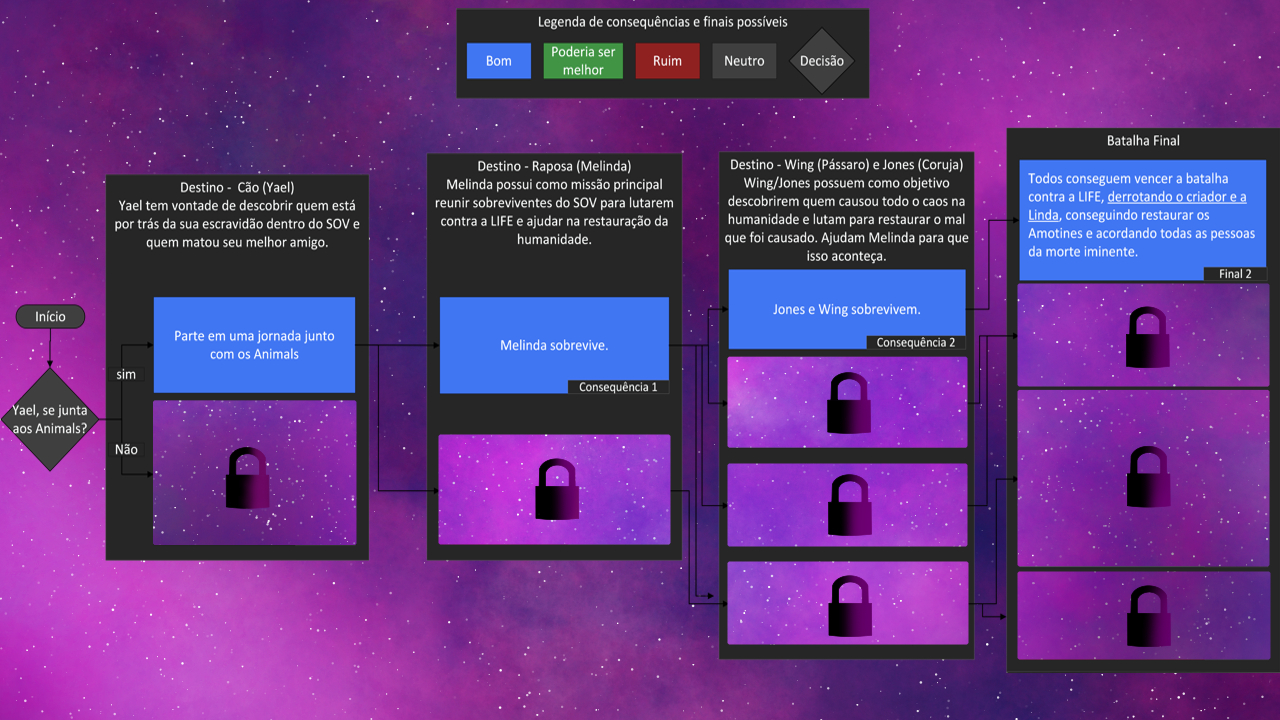 Legenda de consequências e finais possíveis
Bom
Poderia ser
melhor
Ruim
Neutro
Decisão
Início
Yael, se junta
aos Animals?
sim
Não
Destino -  Cão (Yael)
Yael tem vontade de descobrir quem está
por trás da sua escravidão dentro do SOV e
quem matou seu melhor amigo.
Parte em uma jornada junto
com os Animals
Destino - Raposa (Melinda)
Melinda possui como missão principal
reunir sobreviventes do SOV para lutarem
contra a LIFE e ajudar na restauração da
humanidade.
Melinda sobrevive.
Consequência 1
Destino - Wing (Pássaro) e Jones (Coruja)
Wing/Jones possuem como objetivo
descobrirem quem causou todo o caos na
humanidade e lutam para restaurar o mal
que foi causado. Ajudam Melinda para que
isso aconteça.
Jones e Wing sobrevivem.
Consequência 2
Batalha Final
Todos conseguem vencer a batalha
contra a LIFE, derrotando o criador e a
Linda, conseguindo restaurar os
Amotines e acordando todas as pessoas
da morte iminente.
Final 2